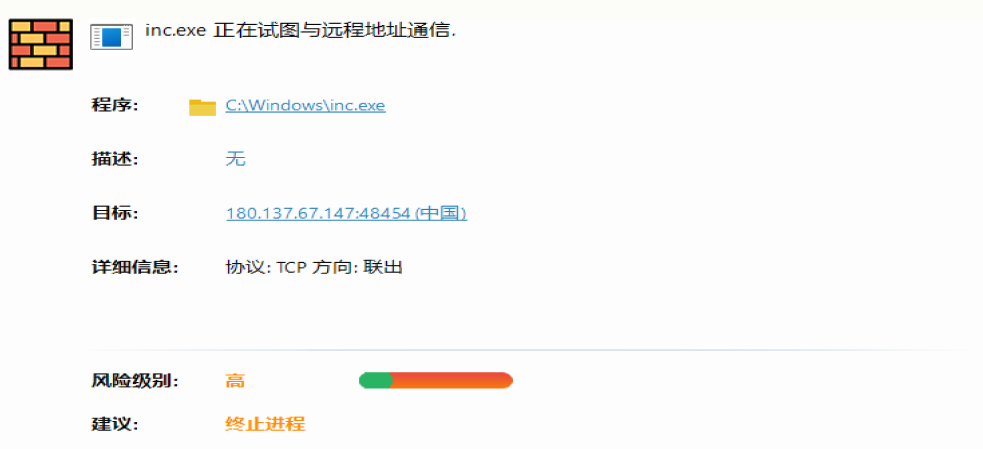 inc.exe 正在试图与远程地址通信.
程序: C:\Windows\inc.exe
描述: 无
目标: 180.137.67.147:48454 (中国)
详细信息: 协议: TCP 方向: 联出
风险级别: 高
建议: 终止进程